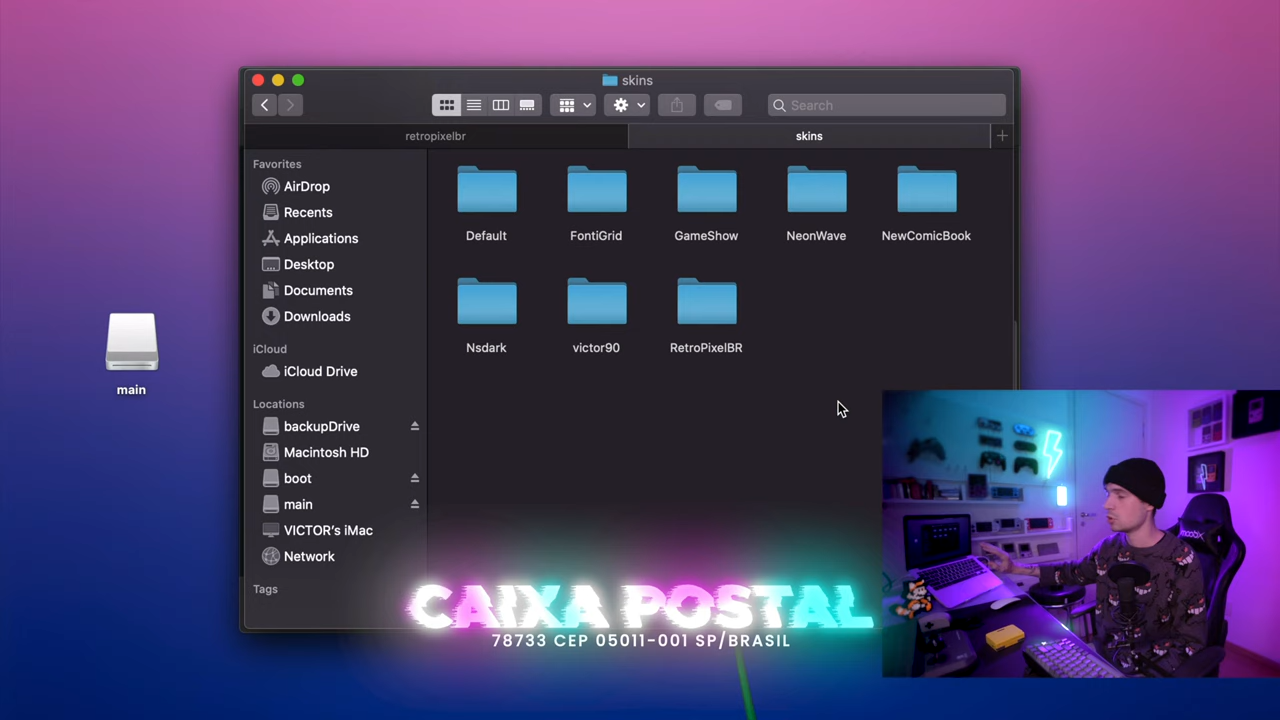 skins
Search
retropixelbr
skins
Favorites
AirDrop
Recents
Applications
Desktop
Documents
Downloads
iCloud
iCloud Drive
Locations
backupDrive
Macintosh HD
boot
main
VICTOR's iMac
Network
Tags
Default
FontiGrid
GameShow
NeonWave
NewComicBook
Nsdark
victor90
RetroPixelBR
main
CAIXA POSTAL
78733 CEP 05011-001 SP/BRASIL